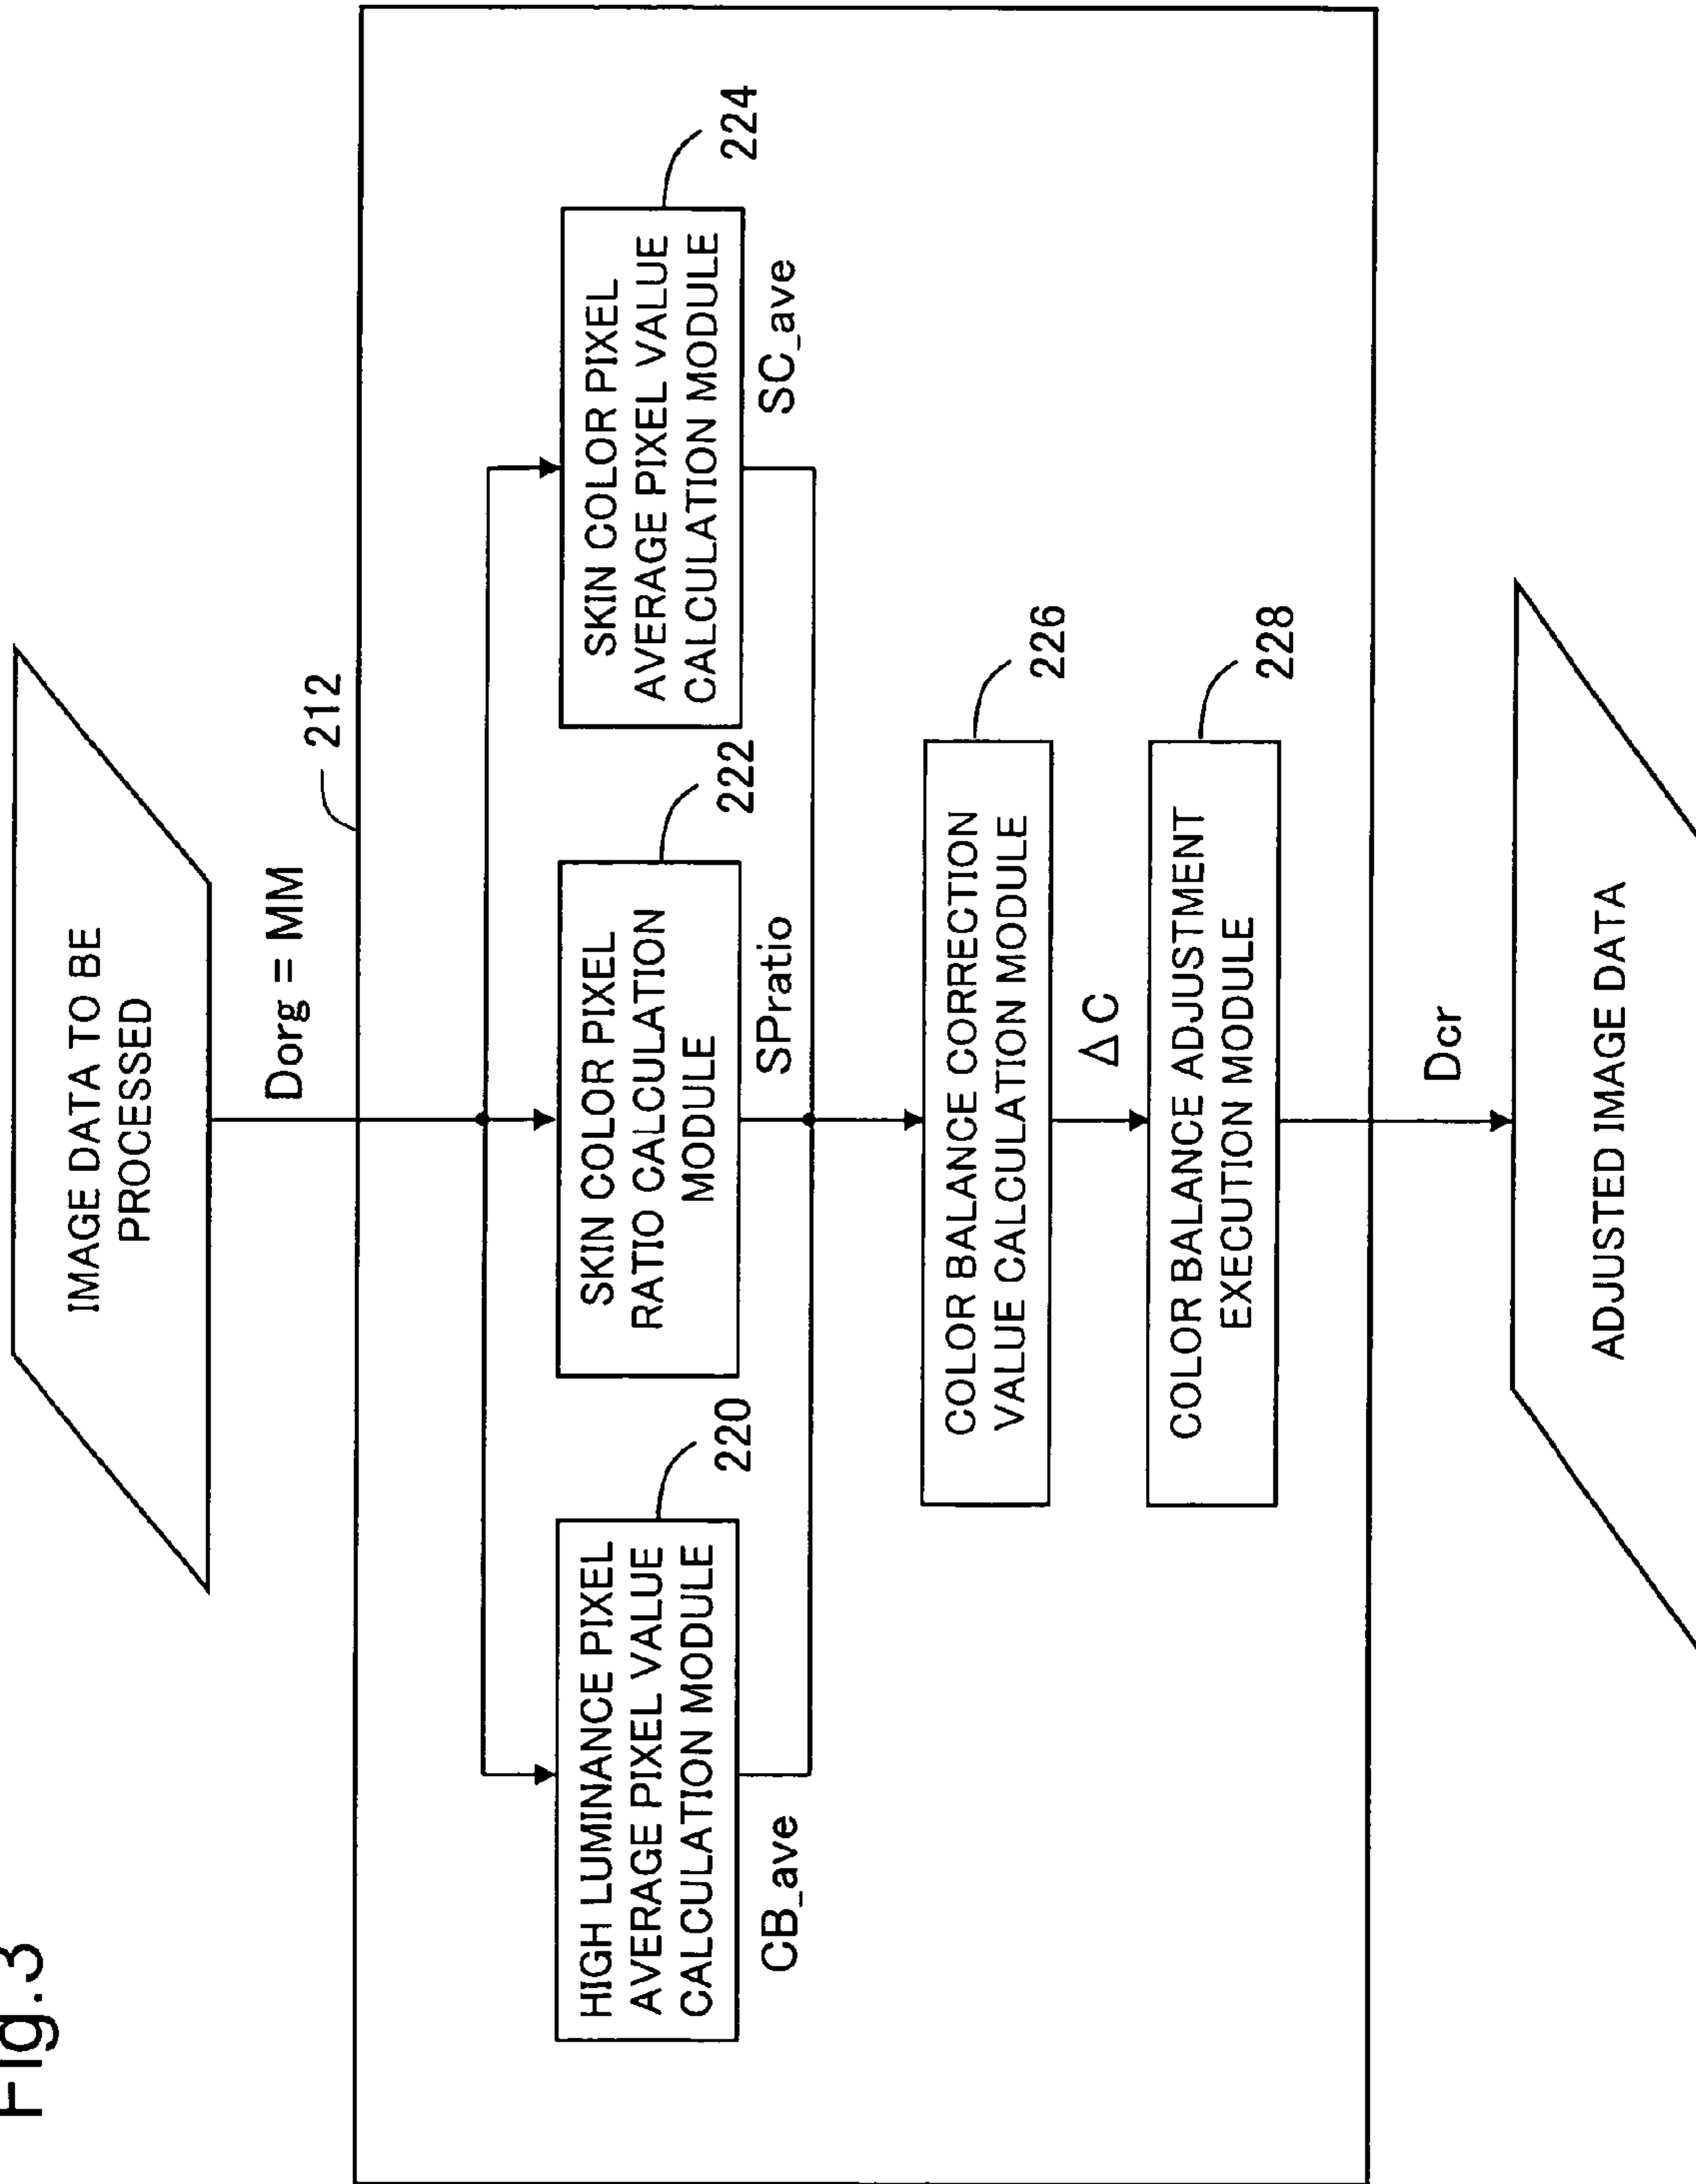 Fig.3
IMAGE DATA TO BE
PROCESSED
Dorg = MM
212
HIGH LUMINANCE PIXEL
AVERAGE PIXEL VALUE
CALCULATION MODULE
220
CB_ave
SKIN COLOR PIXEL
RATIO CALCULATION
MODULE
222
SPratio
SKIN COLOR PIXEL
AVERAGE PIXEL VALUE
CALCULATION MODULE
224
SC_ave
COLOR BALANCE CORRECTION
VALUE CALCULATION MODULE
226
ΔC
COLOR BALANCE ADJUSTMENT
EXECUTION MODULE
228
Dcr
ADJUSTED IMAGE DATA